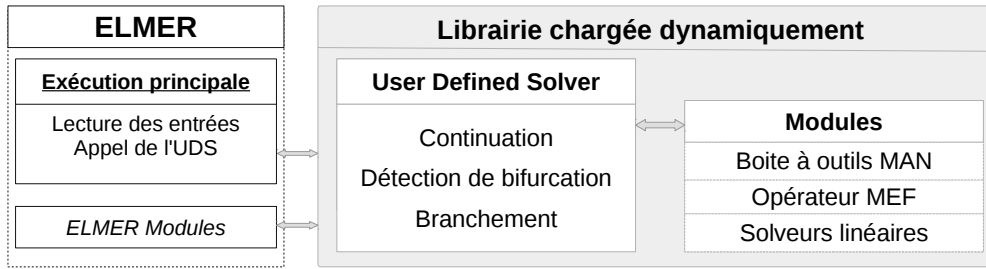 ELMER
Exécution principale
Lecture des entrées
Appel de l'UDS
ELMER Modules
Librairie chargée dynamiquement
User Defined Solver
Continuation
Détection de bifurcation
Branchement
Modules
Boite à outils MAN
Opérateur MEF
Solveurs linéaires